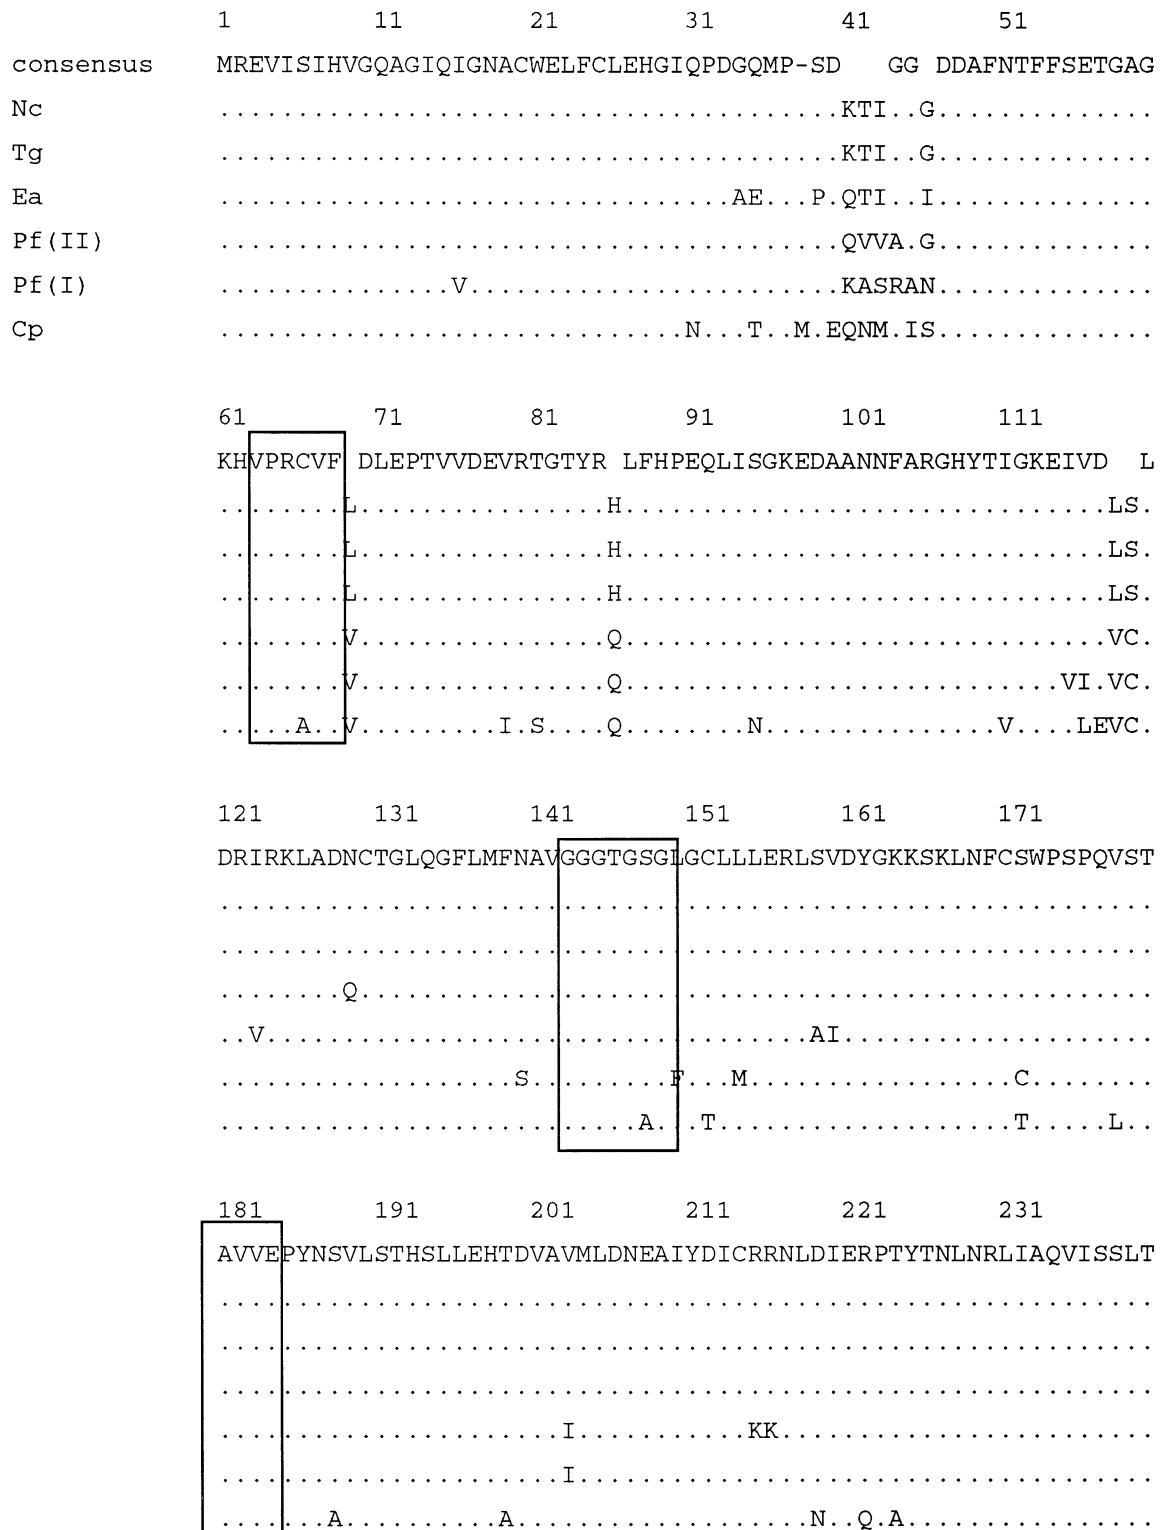 1 11 21 31 41 51
consensus MREVISIHVGQAGIQIGNACWELFCLEHGIQPDGQMP-SD   GG DDAFNTFFSETGAG
Nc ........................................KTI..G..............
Tg ........................................KTI..G..............
Ea .................................AE...P.QTI..I..............
Pf(II) ........................................QVVA.G..............
Pf(I) ...............V........................KASRAN..............
Cp ..............................N...T..M.EQNM.IS..............
61 71 81 91 101 111
KHVPRCVF DLEPTVVDEVRTGTYR LFHPEQLISGKEDAANNFARGHYTIGKEIVD  L
........L................H...............................LS.
........L................H...............................LS.
........L................H...............................LS.
........V................Q...............................VC.
........V................Q............................VI.VC.
.....A..V.........I.S....Q........N...............V....LEVC.
121 131 141 151 161 171
DRIRKLADNCTGLQGFLMFNAVGGGTGSGLGCLLLERLSVDYGKKSKLNFCSWPSPQVST
............................................................
............................................................
........Q...................................................
..V...................................AI....................
...................S.........F...M.................C........
...........................A...T...................T.....L..
181 191 201 211 221 231
AVVEPYNSVLSTHSLLEHTDVAVMLDNEAIYDICRRNLDIERPTYTNLNRLIAQVISSLT
............................................................
............................................................
............................................................
......................I...........KK........................
......................I.....................................
.......A..........A...................N..Q.A................